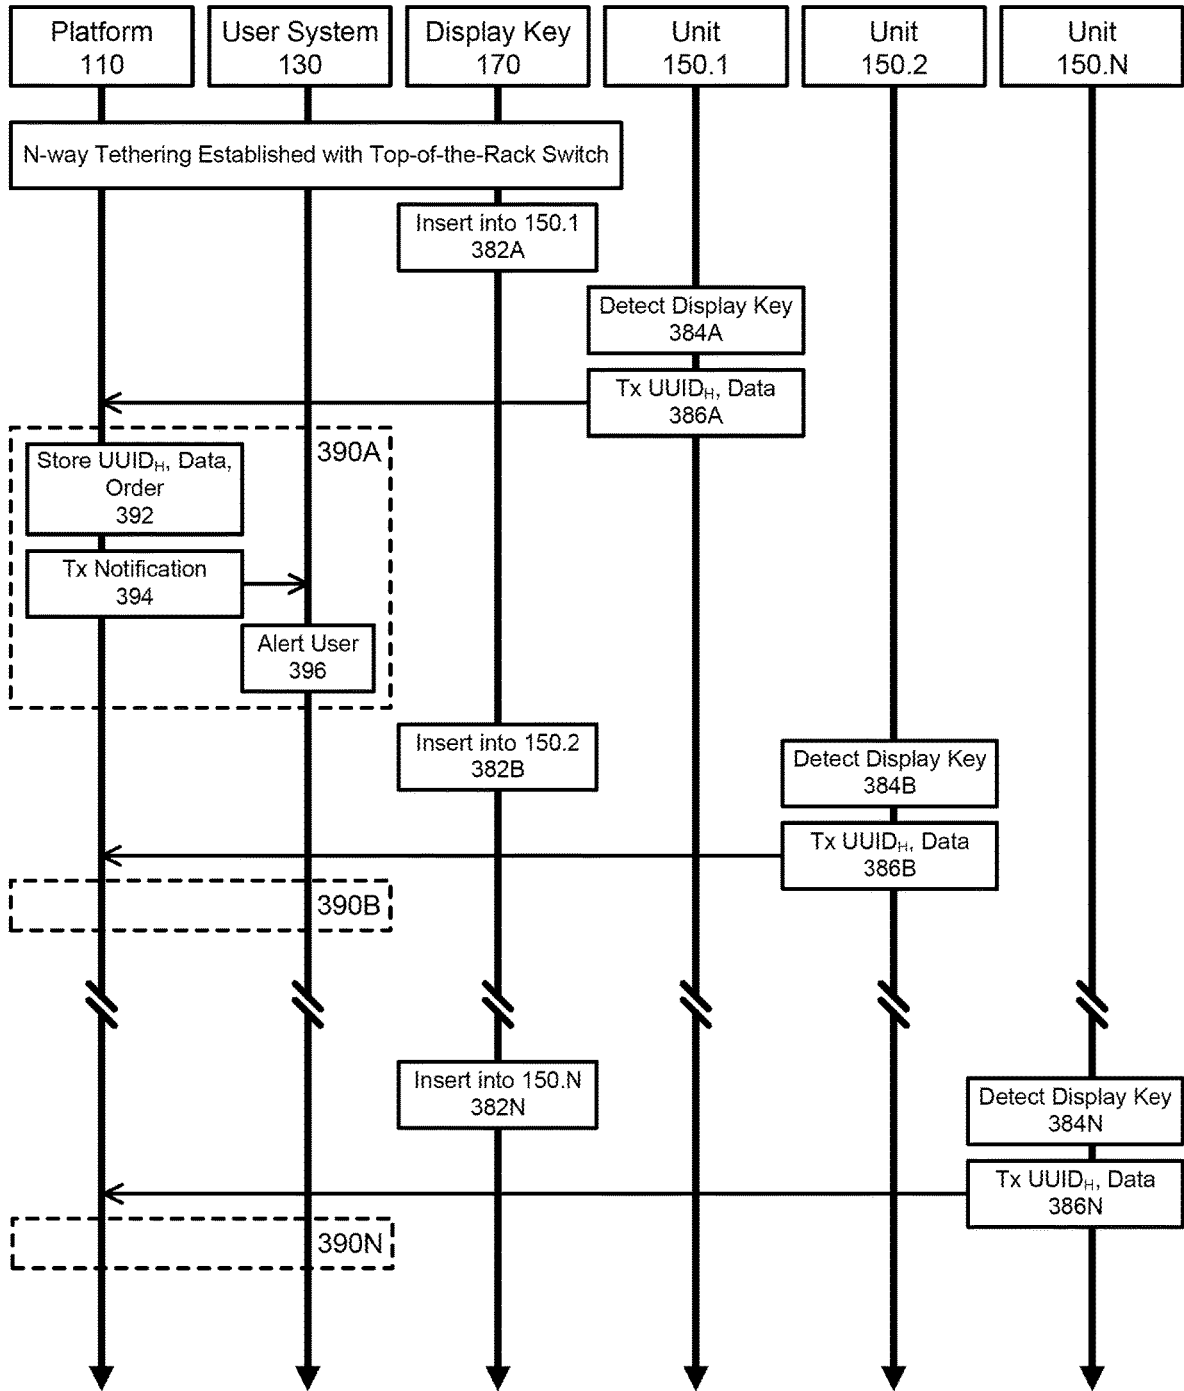 Platform
110
User System
130
Display Key
170
Unit
150.1
Unit
150.2
Unit
150.N
N-way Tethering Established with Top-of-the-Rack Switch
Insert into 150.1
382A
Detect Display Key
384A
Tx UUIDH, Data
386A
390A
Store UUIDH, Data,
Order
392
Tx Notification
394
Alert User
396
Insert into 150.2
382B
Detect Display Key
384B
Tx UUIDH, Data
386B
390B
Insert into 150.N
382N
Detect Display Key
384N
Tx UUIDH, Data
386N
390N